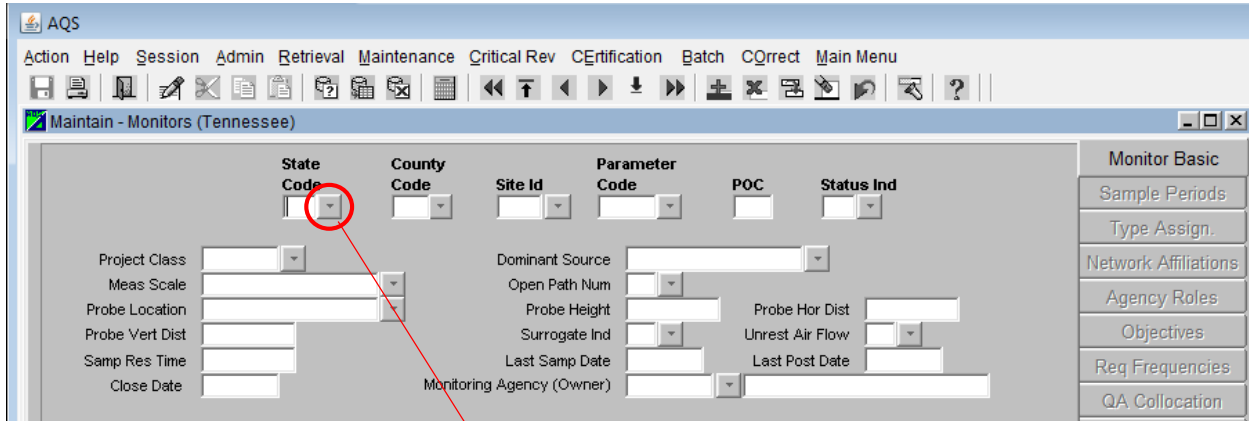 AQS
Action Help Session Admin Retrieval Maintenance Critical Rev CErtification Batch COrrect Main Menu
Maintain - Monitors (Tennessee)
State Code County Code Site Id Parameter Code POC Status Ind
Project Class Dominant Source
Meas Scale Open Path Num
Probe Location Probe Height Probe Hor Dist
Probe Vert Dist Surrogate Ind Unrest Air Flow
Samp Res Time Last Samp Date Last Post Date
Close Date Monitoring Agency (Owner)
Monitor Basic
Sample Periods
Type Assign.
Network Affiliations
Agency Roles
Objectives
Req Frequencies
QA Collocation